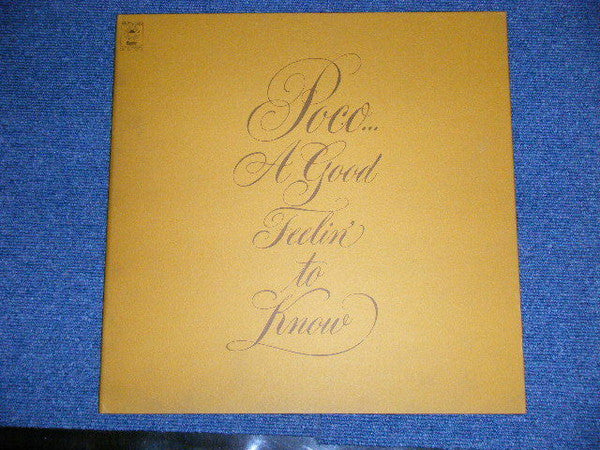 Poco...
A Good
Feelin'
to
Know